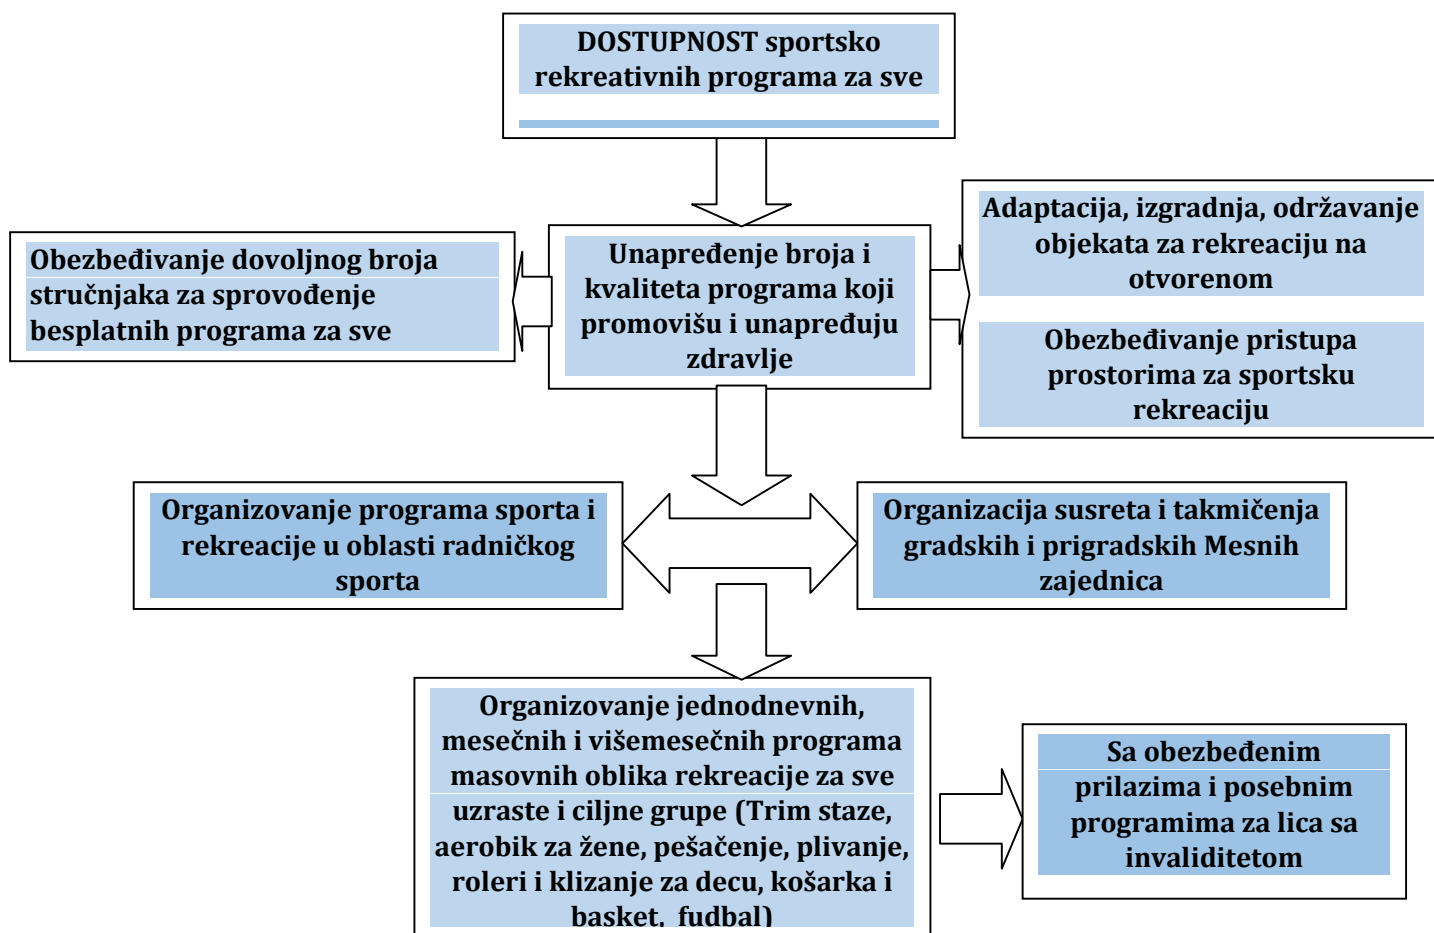 DOSTUPNOST sportsko
rekreativnih programa za sve
Obezbeđivanje dovoljnog broja
stručnjaka za sprovođenje
besplatnih programa za sve
Unapređenje broja i
kvaliteta programa koji
promovišu i unapređuju
zdravlje
Adaptacija, izgradnja, održavanje
objekata za rekreaciju na
otvorenom
Obezbeđivanje pristupa
prostorima za sportsku
rekreaciju
Organizovanje programa sporta i
rekreacije u oblasti radničkog
sporta
Organizacija susreta i takmičenja
gradskih i prigradskih Mesnih
zajednica
Organizovanje jednodnevnih,
mesečnih i višemesečnih programa
masovnih oblika rekreacije za sve
uzraste i ciljne grupe (Trim staze,
aerobik za žene, pešačenje, plivanje,
roleri i klizanje za decu, košarka i
basket,  fudbal)
Sa obezbeđenim
prilazima i posebnim
programima za lica sa
invaliditetom